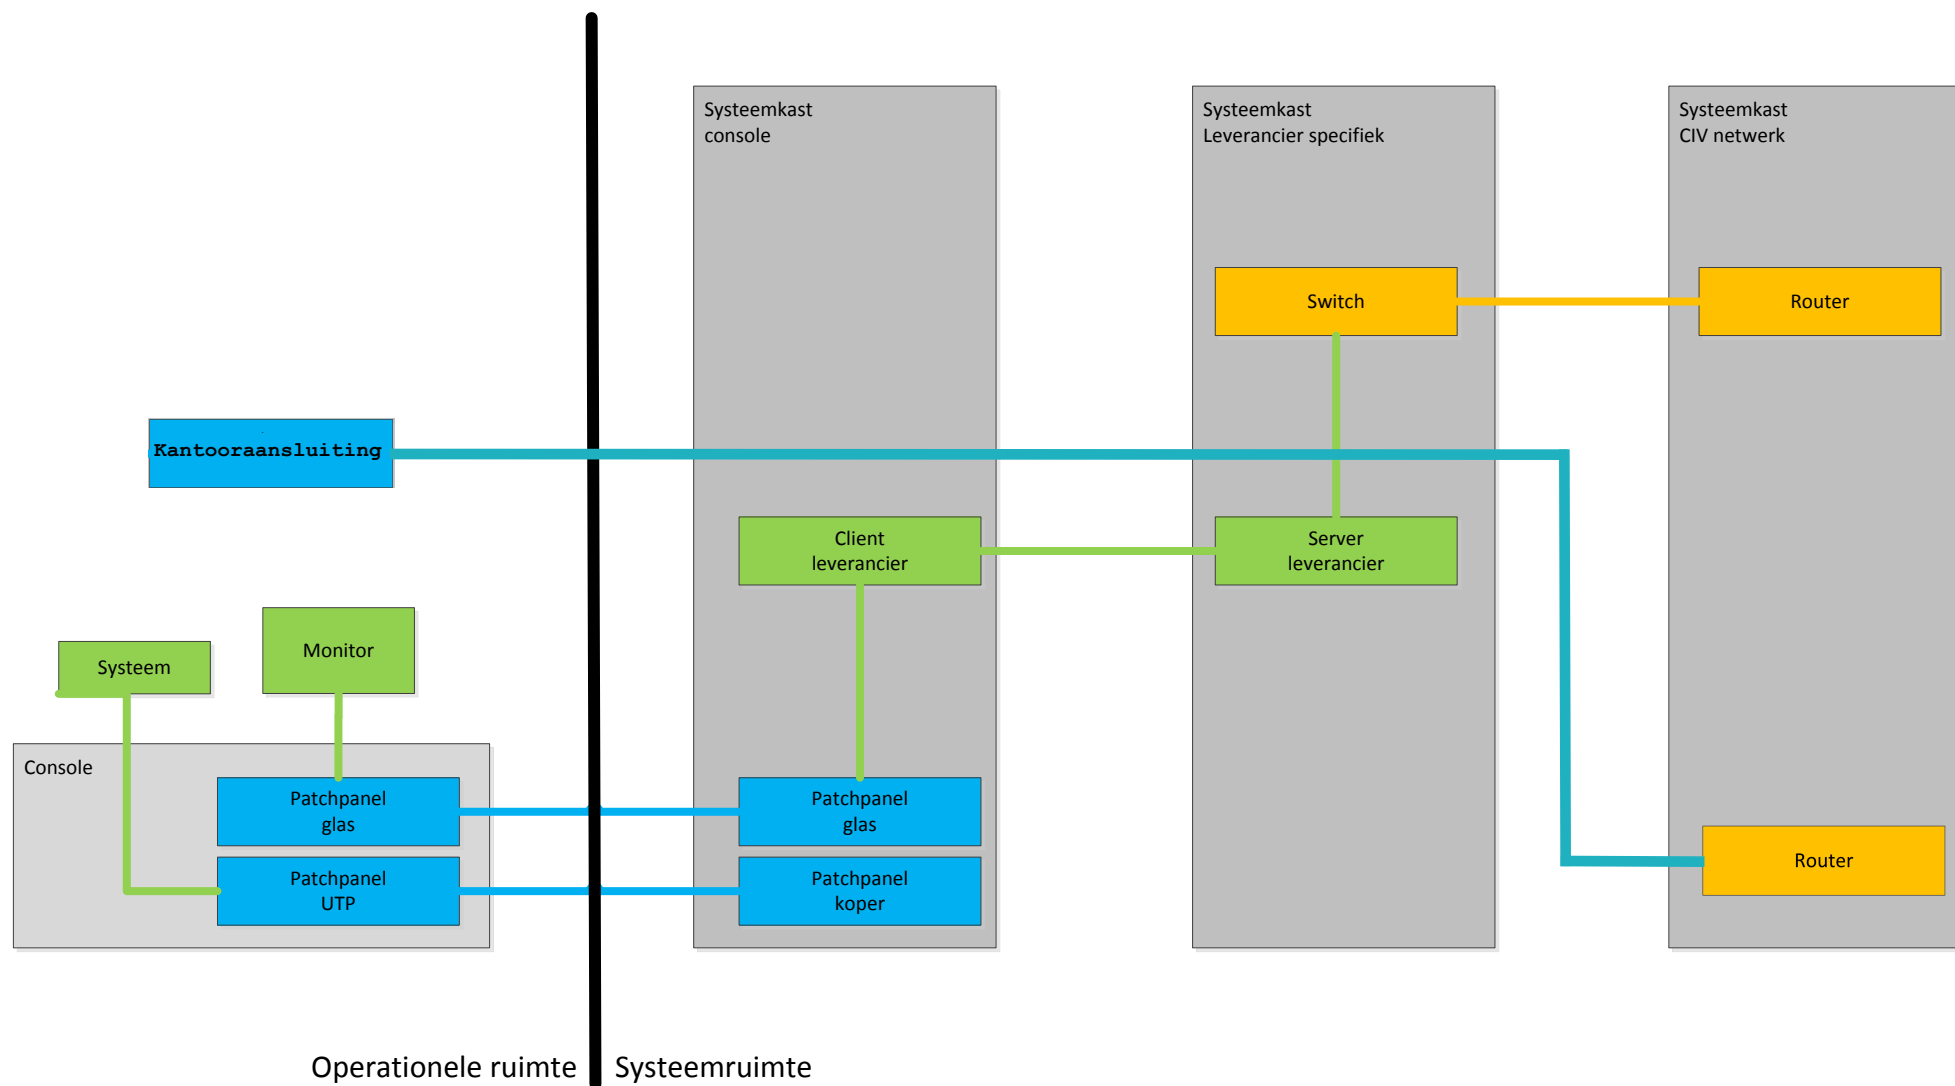 Systeemkast
console
Systeemkast
Leverancier specifiek
Systeemkast
CIV netwerk
Switch
Router
Kantooraansluiting
Client
leverancier
Server
leverancier
Monitor
Systeem
Console
Patchpanel
glas
Patchpanel
glas
Patchpanel
UTP
Patchpanel
koper
Router
Operationele ruimte
Systeemruimte